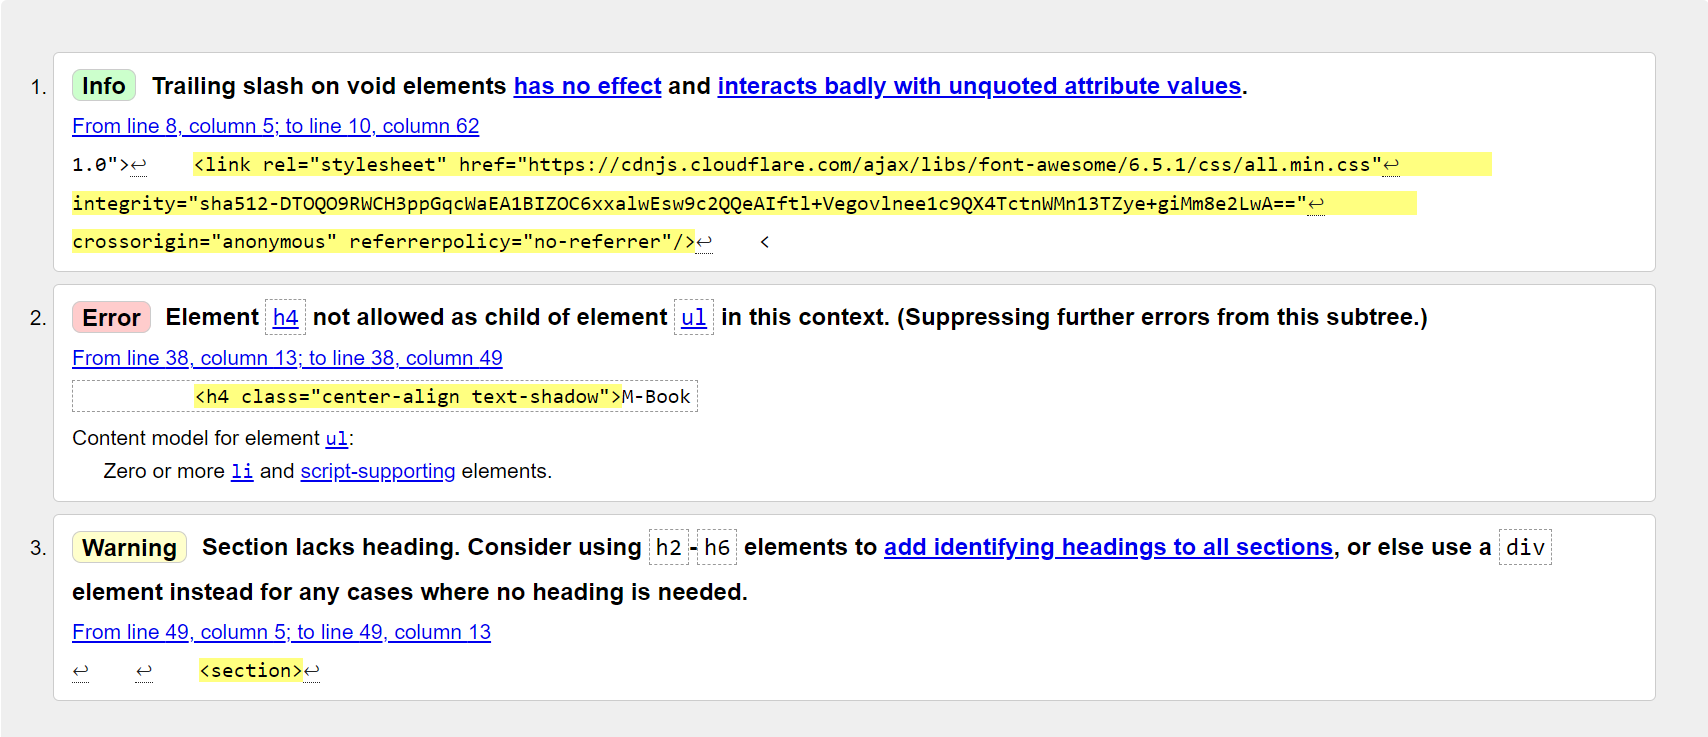 1. Info Trailing slash on void elements has no effect and interacts badly with unquoted attribute values.
From line 8, column 5; to line 10, column 62
1.0">↩    <link rel="stylesheet" href="https://cdnjs.cloudflare.com/ajax/libs/font-awesome/6.5.1/css/all.min.css"↩
integrity="sha512-DTOQO9RWCH3ppGqcWaEA1BIZOC6xxalwEsw9c2QQeAIftl+Vegovlnee1c9QX4TctnWMn13TZye+giMm8e2LwA=="↩
crossorigin="anonymous" referrerpolicy="no-referrer"/>↩    <
2. Error Element h4 not allowed as child of element ul in this context. (Suppressing further errors from this subtree.)
From line 38, column 13; to line 38, column 49
<h4 class="center-align text-shadow">M-Book
Content model for element ul:
Zero or more li and script-supporting elements.
3. Warning Section lacks heading. Consider using h2-h6 elements to add identifying headings to all sections, or else use a div
element instead for any cases where no heading is needed.
From line 49, column 5; to line 49, column 13
↩    ↩    <section>↩